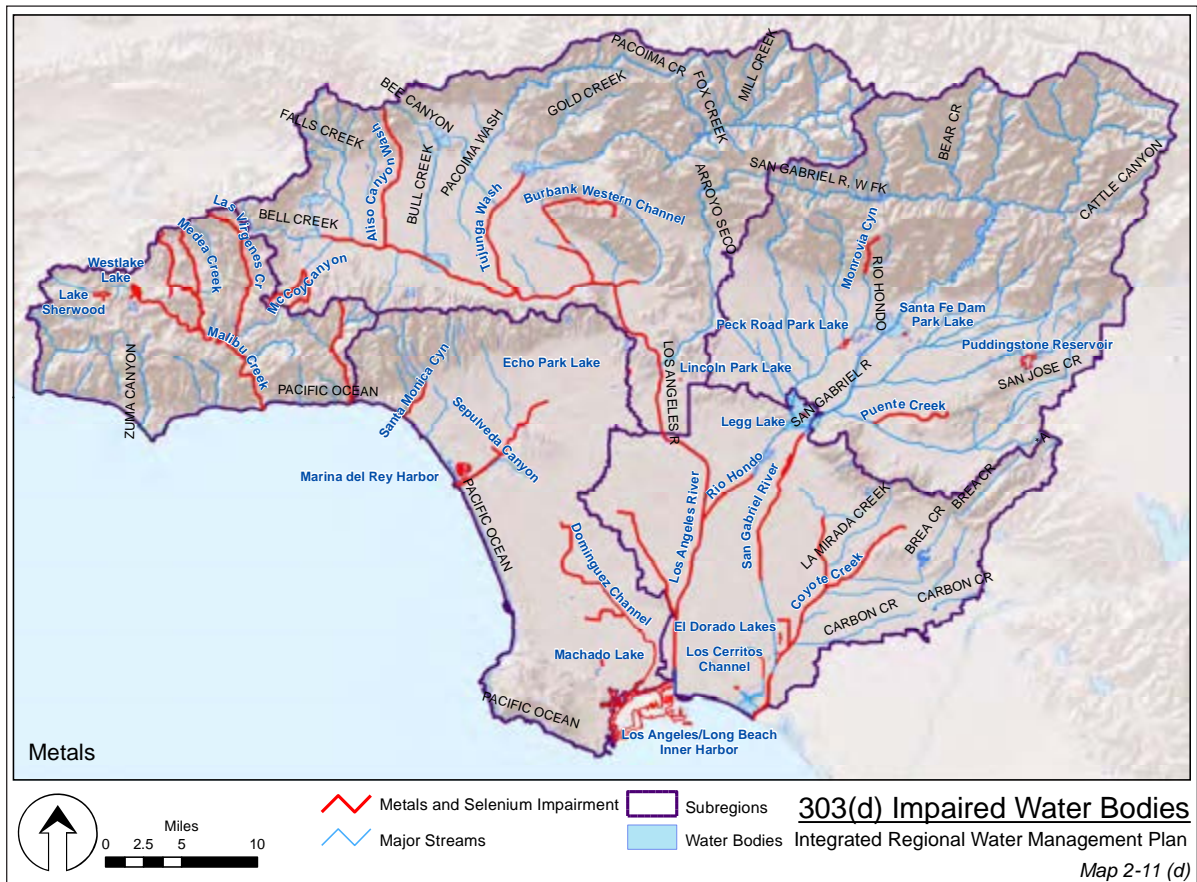 PACOIMA CR
MILL CREEK
FOX CREEK
GOLD CREEK
BEE CANYON
FALLS CREEK
Aliso Canyon Wash
BULL CREEK
PACOIMA WASH
BEAR CR
SAN GABRIEL R, W FK
CATTLE CANYON
ARROYO SECO
Tujunga Wash
Burbank Western Channel
BELL CREEK
Las Virgenes Cr
Medea Creek
McCoy Canyon
Monrovia Cyn
RIO HONDO
Westlake
Lake
Lake
Sherwood
Malibu Creek
ZUMA CANYON
PACIFIC OCEAN
Santa Monica Cyn
Echo Park Lake
Sepulveda Canyon
LOS ANGELES R
Peck Road Park Lake
Santa Fe Dam
Park Lake
Puddingstone Reservoir
Lincoln Park Lake
SAN JOSE CR
SAN GABRIEL R
Puente Creek
Legg Lake
Marina del Rey Harbor
PACIFIC OCEAN
Rio Hondo
Los Angeles River
San Gabriel River
LA MIRADA CREEK
BREA CR
BREA CR
Coyote Creek
CARBON CR
CARBON CR
Dominguez Channel
El Dorado Lakes
Los Cerritos
Channel
Machado Lake
PACIFIC OCEAN
Los Angeles/Long Beach
Inner Harbor
Metals
Miles
0 2.5 5 10
Metals and Selenium Impairment
Major Streams
Subregions
Water Bodies
303(d) Impaired Water Bodies
Integrated Regional Water Management Plan
Map 2-11 (d)